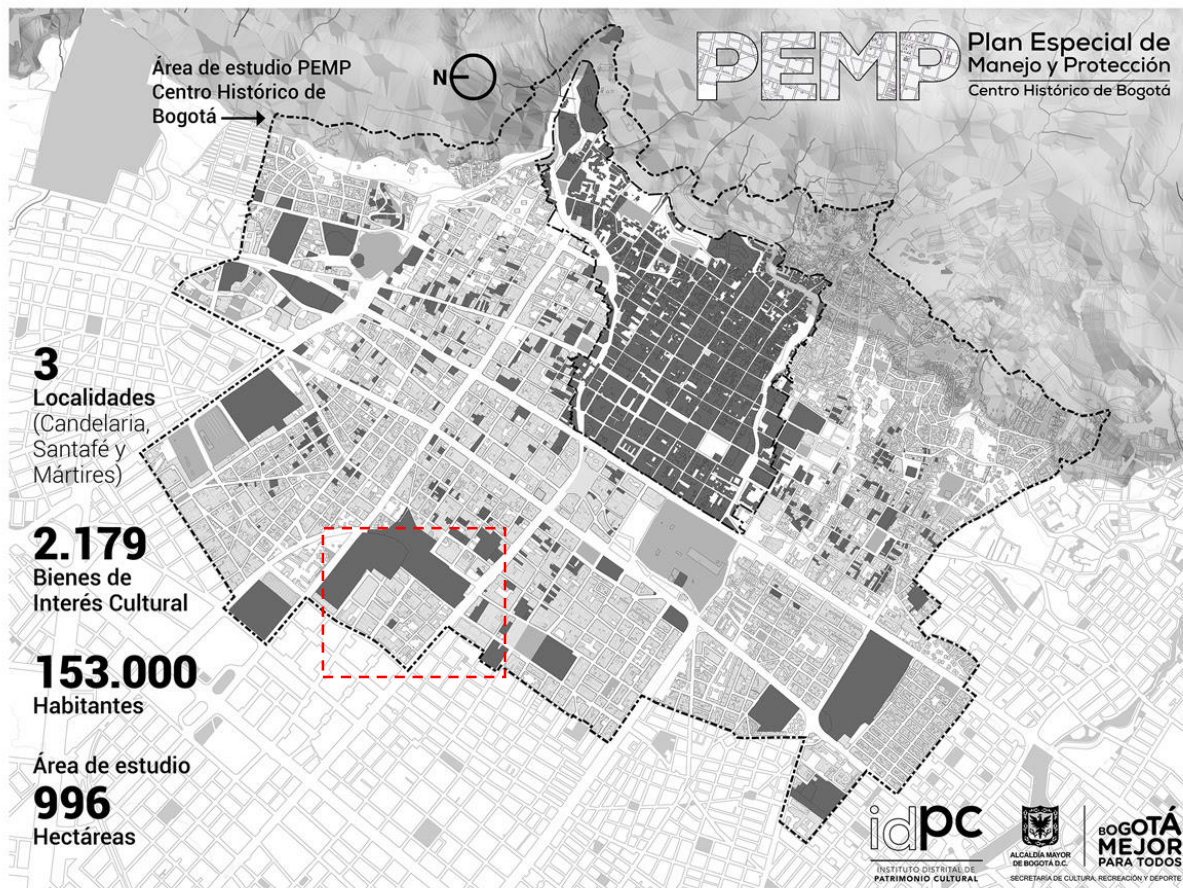 Área de estudio PEMP
Centro Histórico de
Bogotá
N
PEMP
Plan Especial de
Manejo y Protección
Centro Histórico de Bogotá
3
Localidades
(Candelaria,
Santafé y
Mártires)
2.179
Bienes de
Interés Cultural
153.000
Habitantes
Área de estudio
996
Hectáreas
idpc
INSTITUTO DISTRITAL DE
PATRIMONIO CULTURAL
ALCALDÍA MAYOR
DE BOGOTÁ D.C.
BOGOTÁ
MEJOR
PARA TODOS
SECRETARÍA DE CULTURA, RECREACIÓN Y DEPORTE